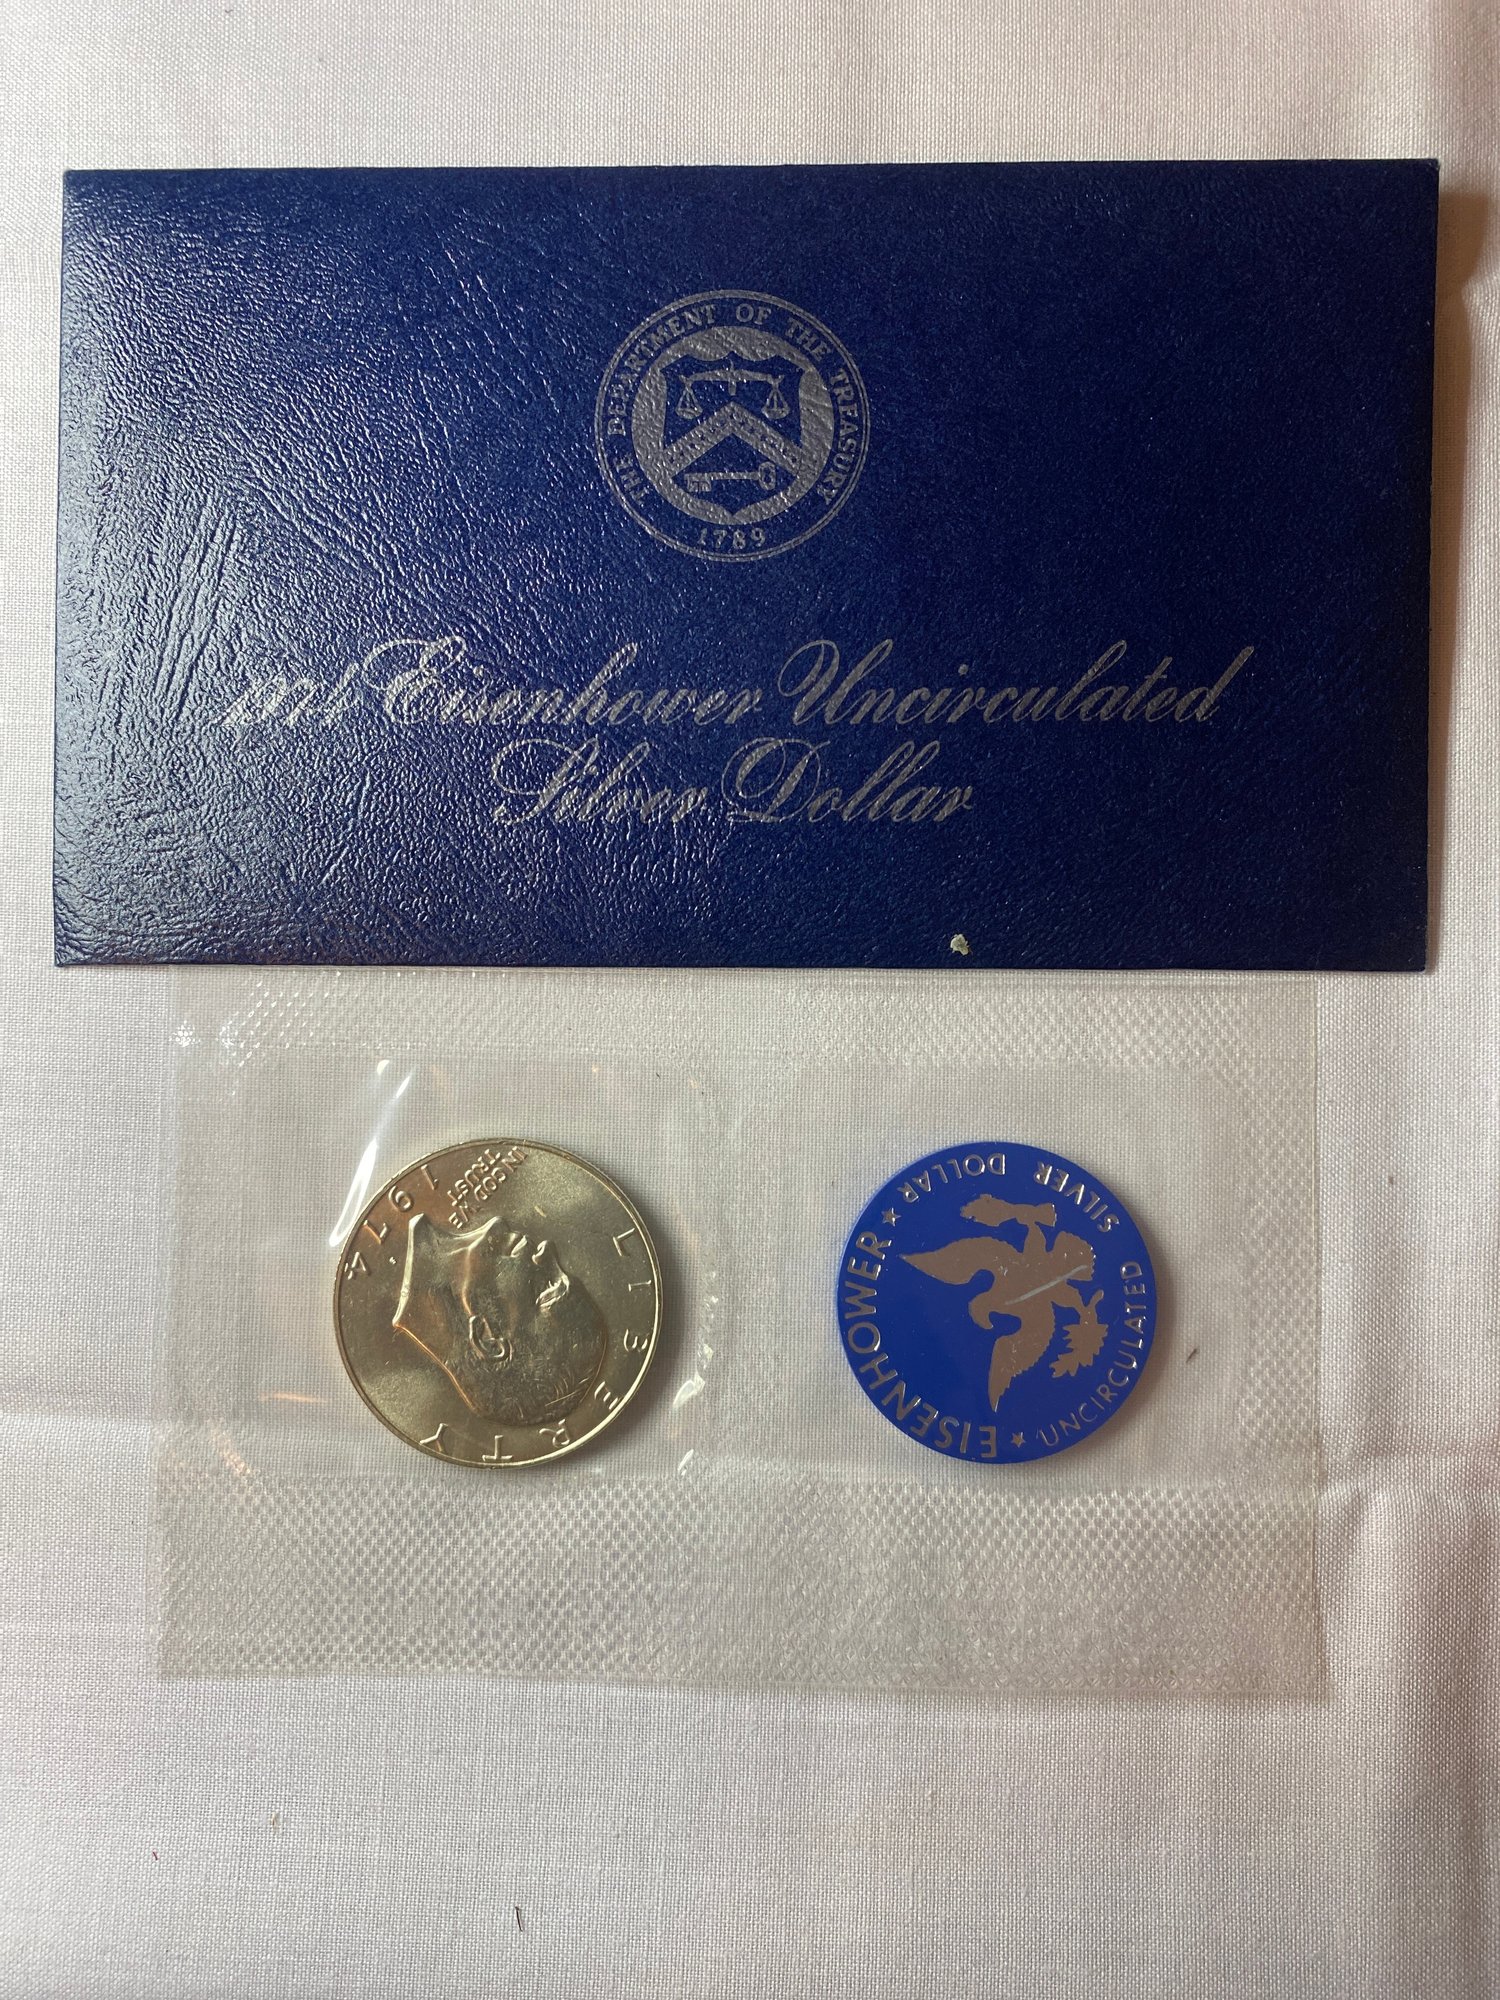 THE DEPARTMENT OF THE TREASURY
1789
1974 Eisenhower Uncirculated
Silver Dollar
LIBERTY
IN GOD WE
TRUST
1974
EISENHOWER
SILVER DOLLAR
UNCIRCULATED